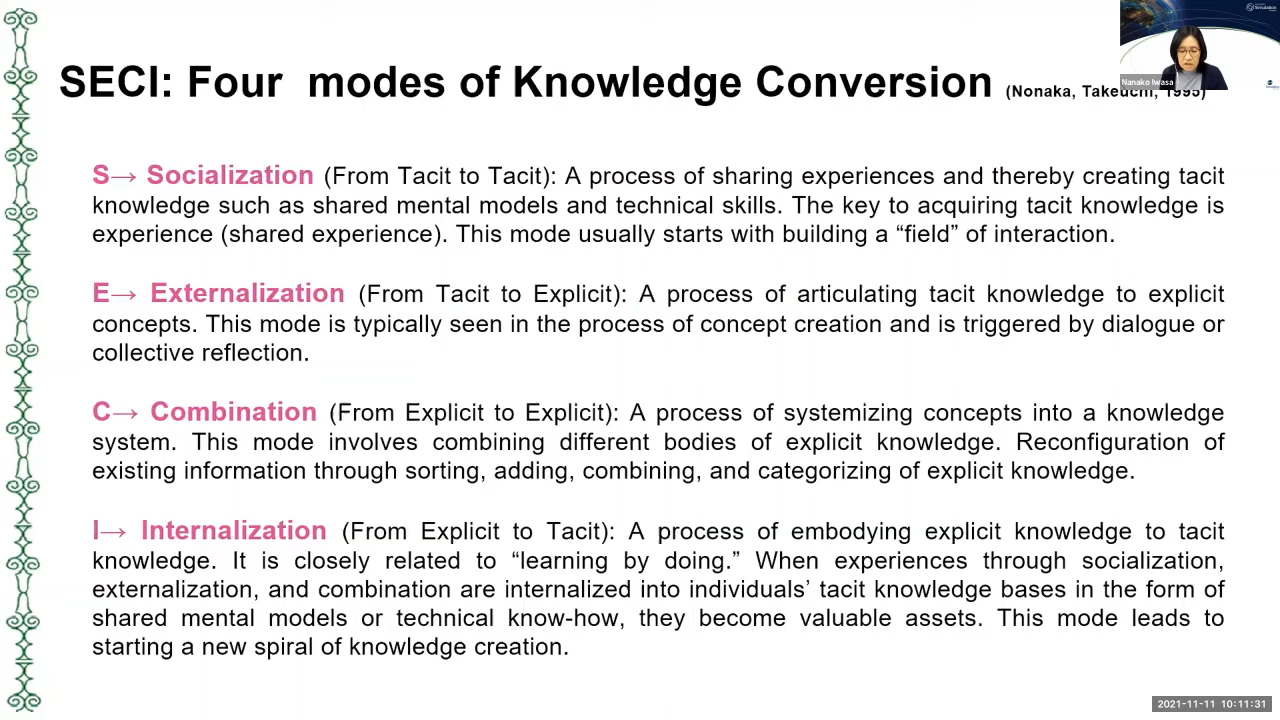 SECI: Four modes of Knowledge Conversion (Nonaka, Takeuchi, 1995)
Simulation
Nanako Iwasa
S→ Socialization (From Tacit to Tacit): A process of sharing experiences and thereby creating tacit
knowledge such as shared mental models and technical skills. The key to acquiring tacit knowledge is
experience (shared experience). This mode usually starts with building a “field” of interaction.
E→ Externalization (From Tacit to Explicit): A process of articulating tacit knowledge to explicit
concepts. This mode is typically seen in the process of concept creation and is triggered by dialogue or
collective reflection.
C→ Combination (From Explicit to Explicit): A process of systemizing concepts into a knowledge
system. This mode involves combining different bodies of explicit knowledge. Reconfiguration of
existing information through sorting, adding, combining, and categorizing of explicit knowledge.
I→ Internalization (From Explicit to Tacit): A process of embodying explicit knowledge to tacit
knowledge. It is closely related to “learning by doing.” When experiences through socialization,
externalization, and combination are internalized into individuals’ tacit knowledge bases in the form of
shared mental models or technical know-how, they become valuable assets. This mode leads to
starting a new spiral of knowledge creation.
2021-11-11 10:11:31